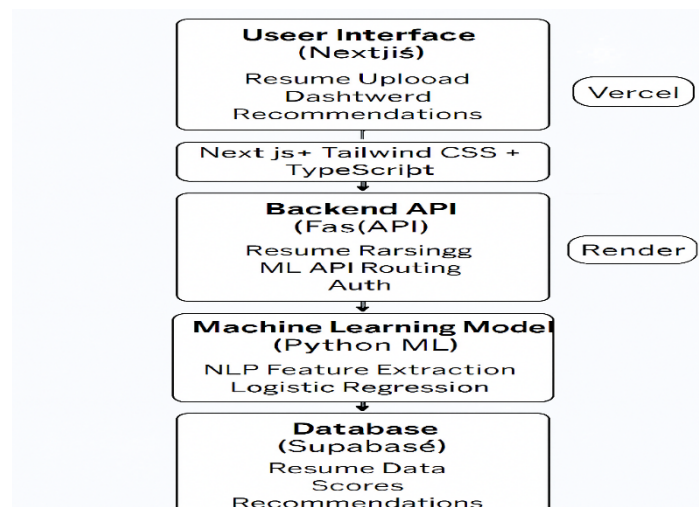 Useer Interface
(Nextjiś)
Resume Uplooad
Dashtwerd
Recommendations
Vercel
Next js+ Tailwind CSS +
TypeScriþt
Backend API
(Fas(API)
Resume Rarsingg
ML API Routing
Auth
Render
Machine Learning Model
(Python ML)
NLP Feature Extraction
Logistic Regression
Database
(Supabasé)
Resume Data
Scores
Recommendations